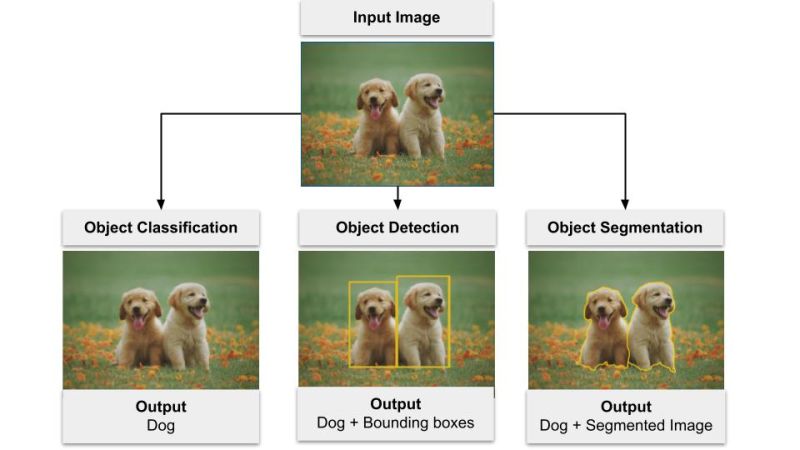 Input Image
Object Classification
Object Detection
Object Segmentation
Output
Dog
Output
Dog + Bounding boxes
Output
Dog + Segmented Image